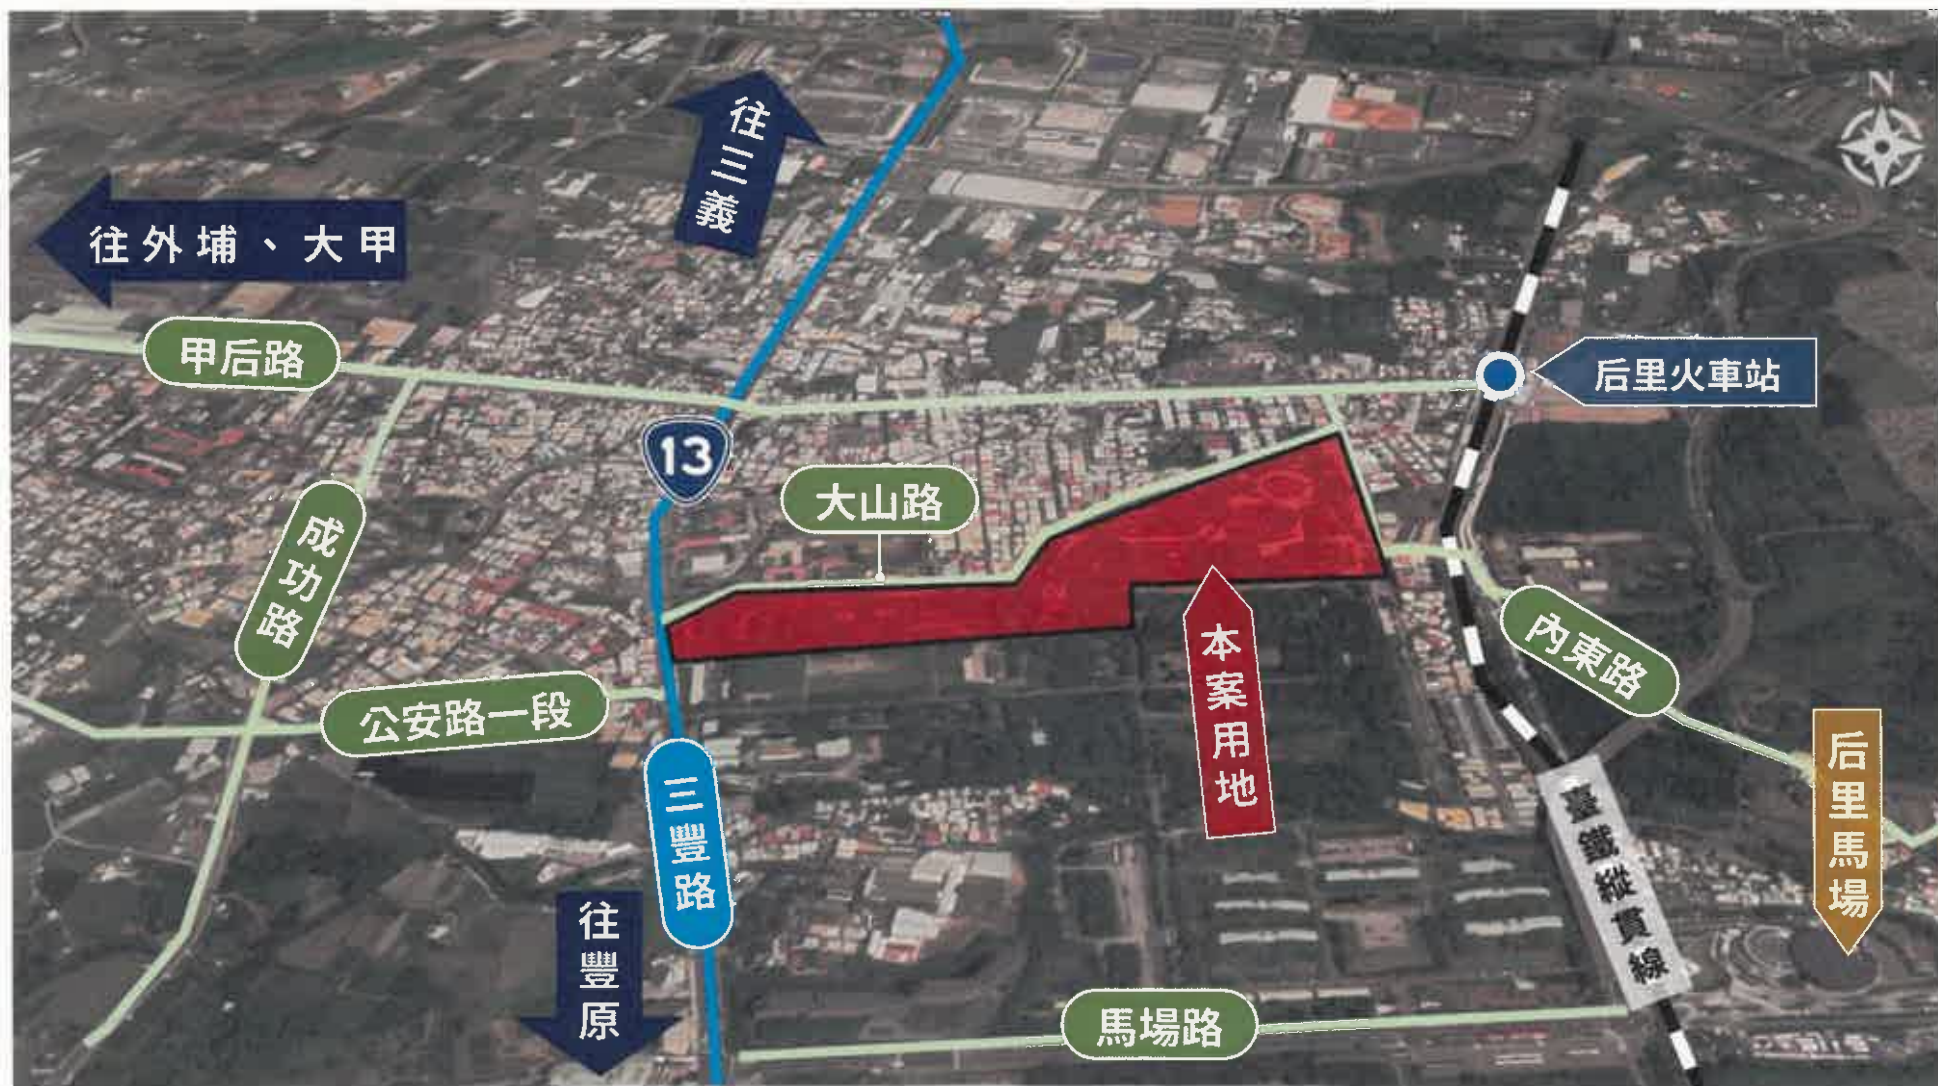 N
往三義
往外埔、大甲
甲后路
后里火車站
13
大山路
成功路
本案用地
內東路
公安路一段
三豐路
后里馬場
臺鐵縱貫線
往豐原
馬場路